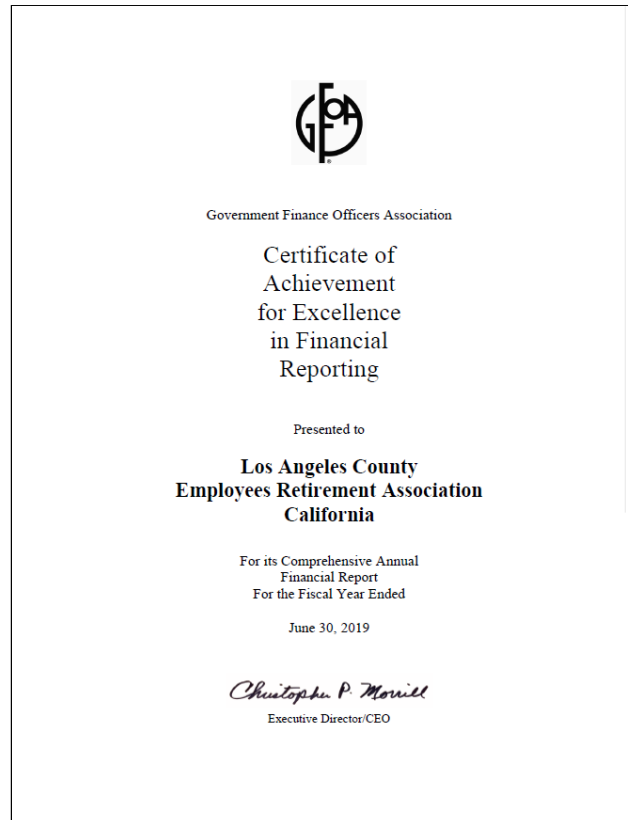 GFOA
Government Finance Officers Association
Certificate of
Achievement
for Excellence
in Financial
Reporting
Presented to
Los Angeles County
Employees Retirement Association
California
For its Comprehensive Annual
Financial Report
For the Fiscal Year Ended
June 30, 2019
Christopher P. Morrill
Executive Director/CEO